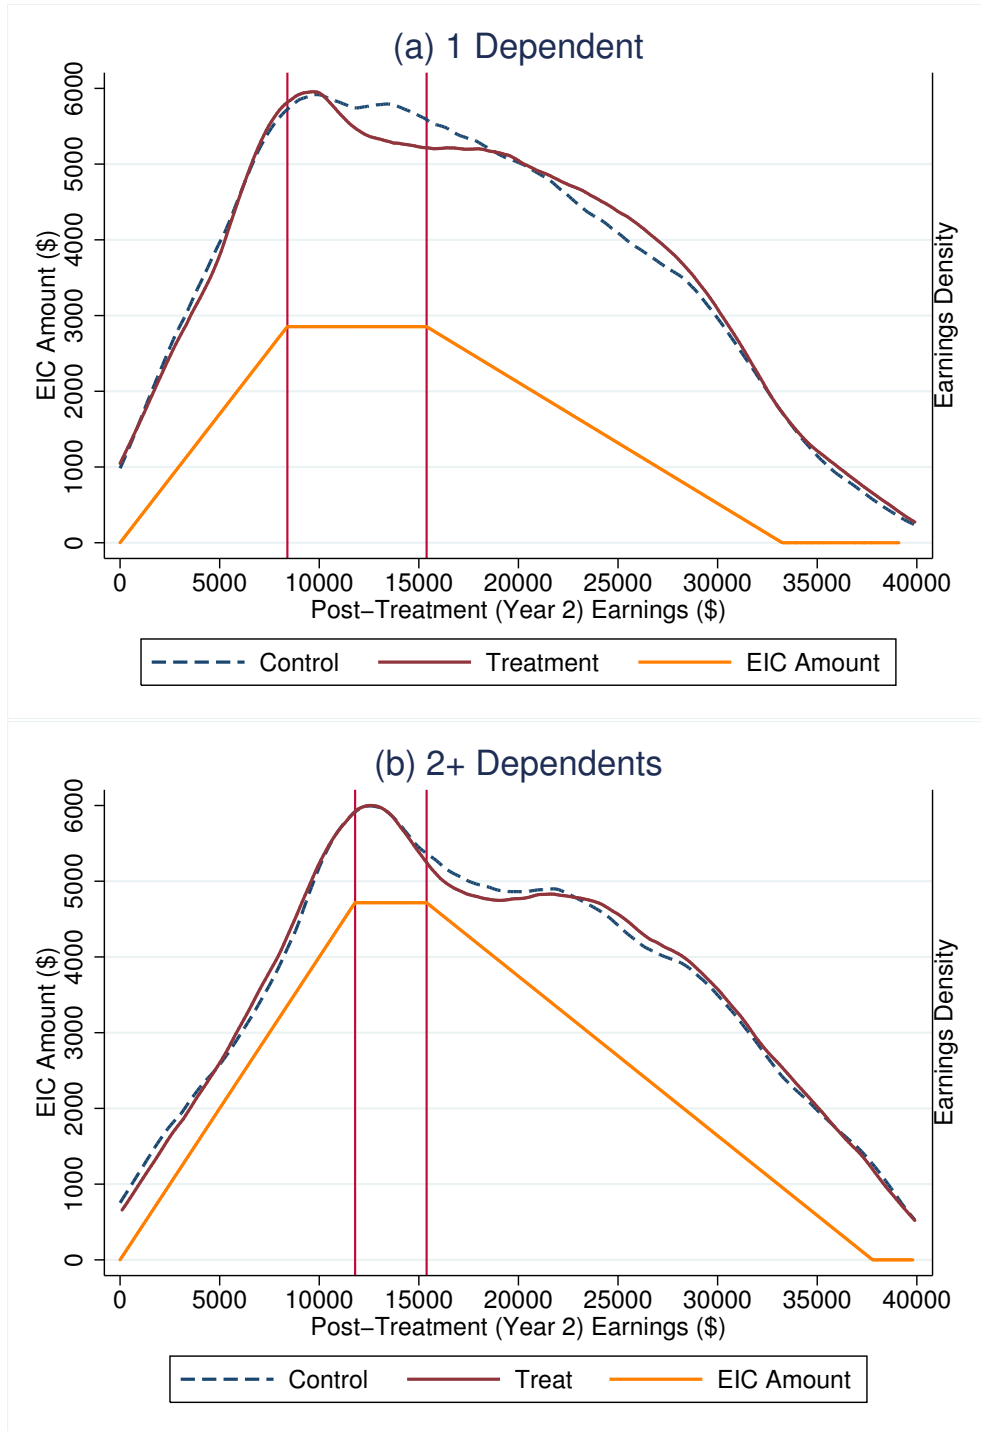 (a) 1 Dependent
EIC Amount ($)
6000
5000
4000
3000
2000
1000
0
Earnings Density
0 5000 10000 15000 20000 25000 30000 35000 40000
Post−Treatment (Year 2) Earnings ($)
Control Treatment EIC Amount
(b) 2+ Dependents
EIC Amount ($)
6000
5000
4000
3000
2000
1000
0
Earnings Density
0 5000 10000 15000 20000 25000 30000 35000 40000
Post−Treatment (Year 2) Earnings ($)
Control Treat EIC Amount